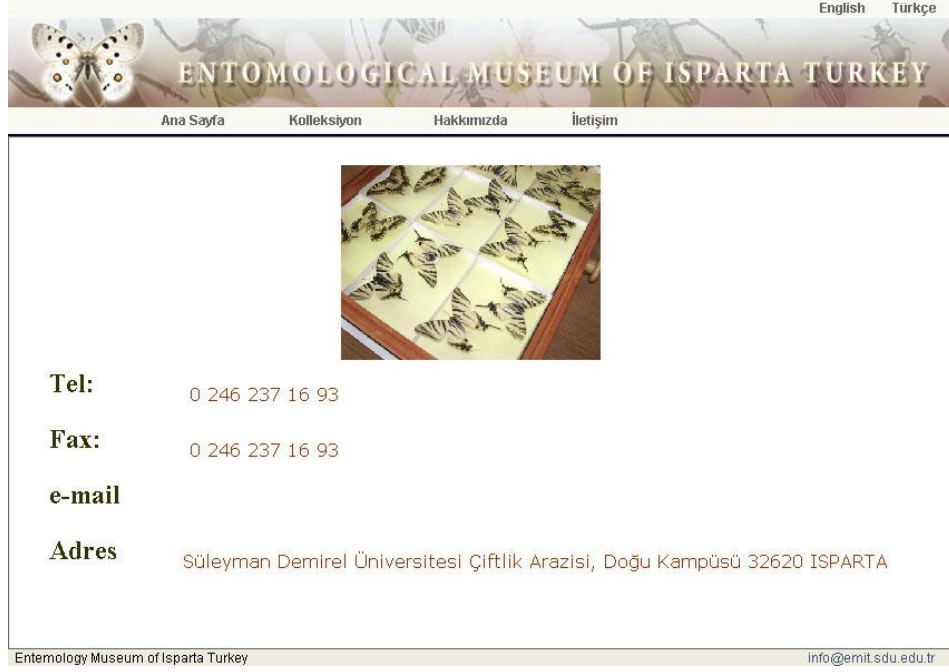 English Türkçe
ENTOMOLOGICAL MUSEUM OF ISPARTA TURKEY
Ana Sayfa Kolleksiyon Hakkımızda İletişim
Tel: 0 246 237 16 93
Fax: 0 246 237 16 93
e-mail
Adres Süleyman Demirel Üniversitesi Çiftlik Arazisi, Doğu Kampüsü 32620 ISPARTA
Entemology Museum of Isparta Turkey info@emit.sdu.edu.tr